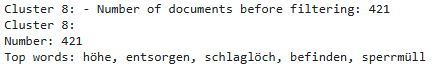 Cluster 8: - Number of documents before filtering: 421
Cluster 8:
Number: 421
Top words: höhe, entsorgen, schlaglöch, befinden, sperrmüll